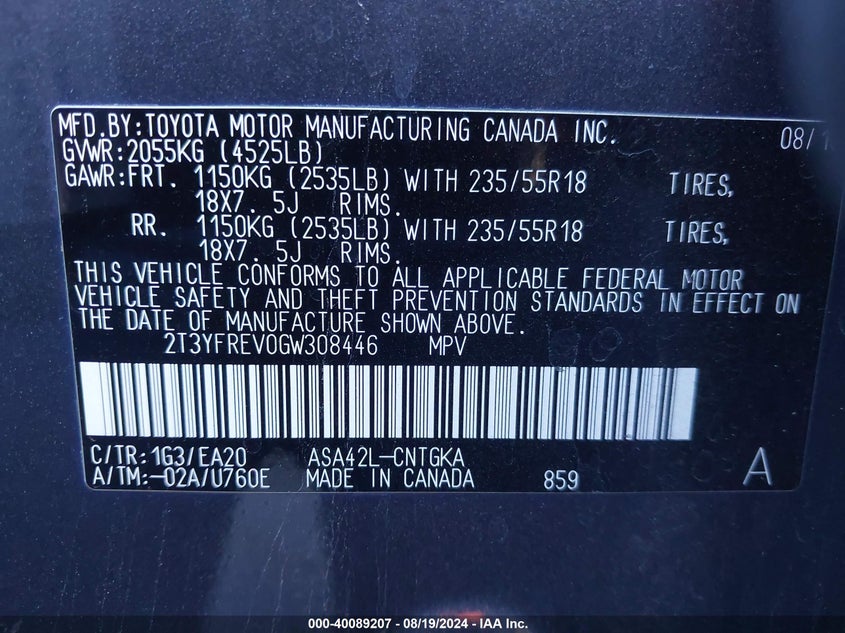 MFD.BY:TOYOTA MOTOR MANUFACTURING CANADA INC. 08/1
GVWR:2055KG (4525LB)
GAWR:FRT. 1150KG (2535LB) WITH 235/55R18 TIRES,
18X7. 5J RIMS.
RR. 1150KG (2535LB) WITH 235/55R18 TIRES,
18X7. 5J RIMS.
THIS VEHICLE CONFORMS TO ALL APPLICABLE FEDERAL MOTOR
VEHICLE SAFETY AND THEFT PREVENTION STANDARDS IN EFFECT ON
THE DATE OF MANUFACTURE SHOWN ABOVE.
2T3YFREV0GW308446 MPV
C/TR:1G3/EA20 ASA42L-CNTGKA
A/TM:-02A/U760E MADE IN CANADA 859 A
000-40089207 - 08/19/2024 - IAA Inc.